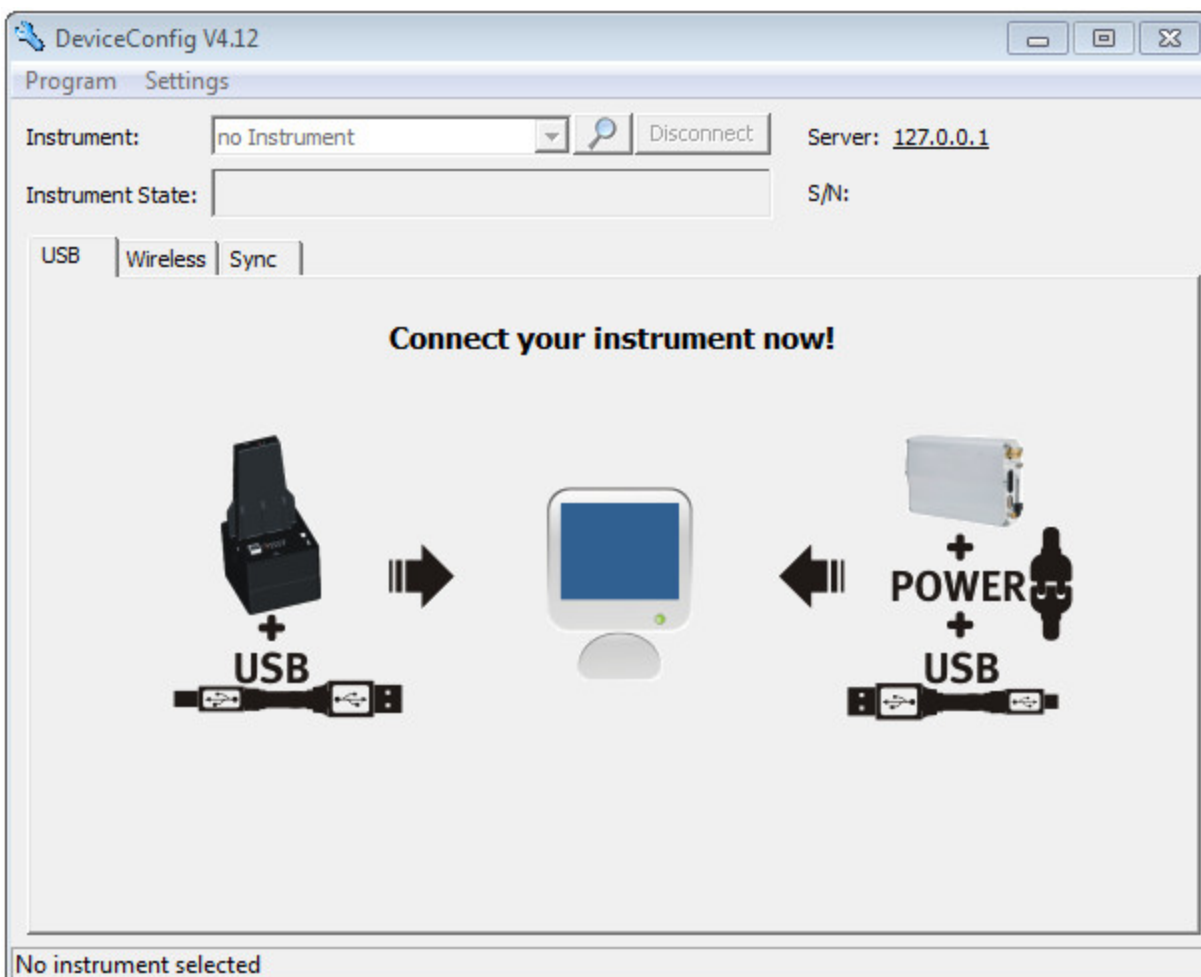 DeviceConfig V4.12
Program Settings
Instrument: no Instrument Disconnect Server: 127.0.0.1
Instrument State: S/N:
USB Wireless Sync
Connect your instrument now!
+
POWER
+
+
USB
USB
No instrument selected